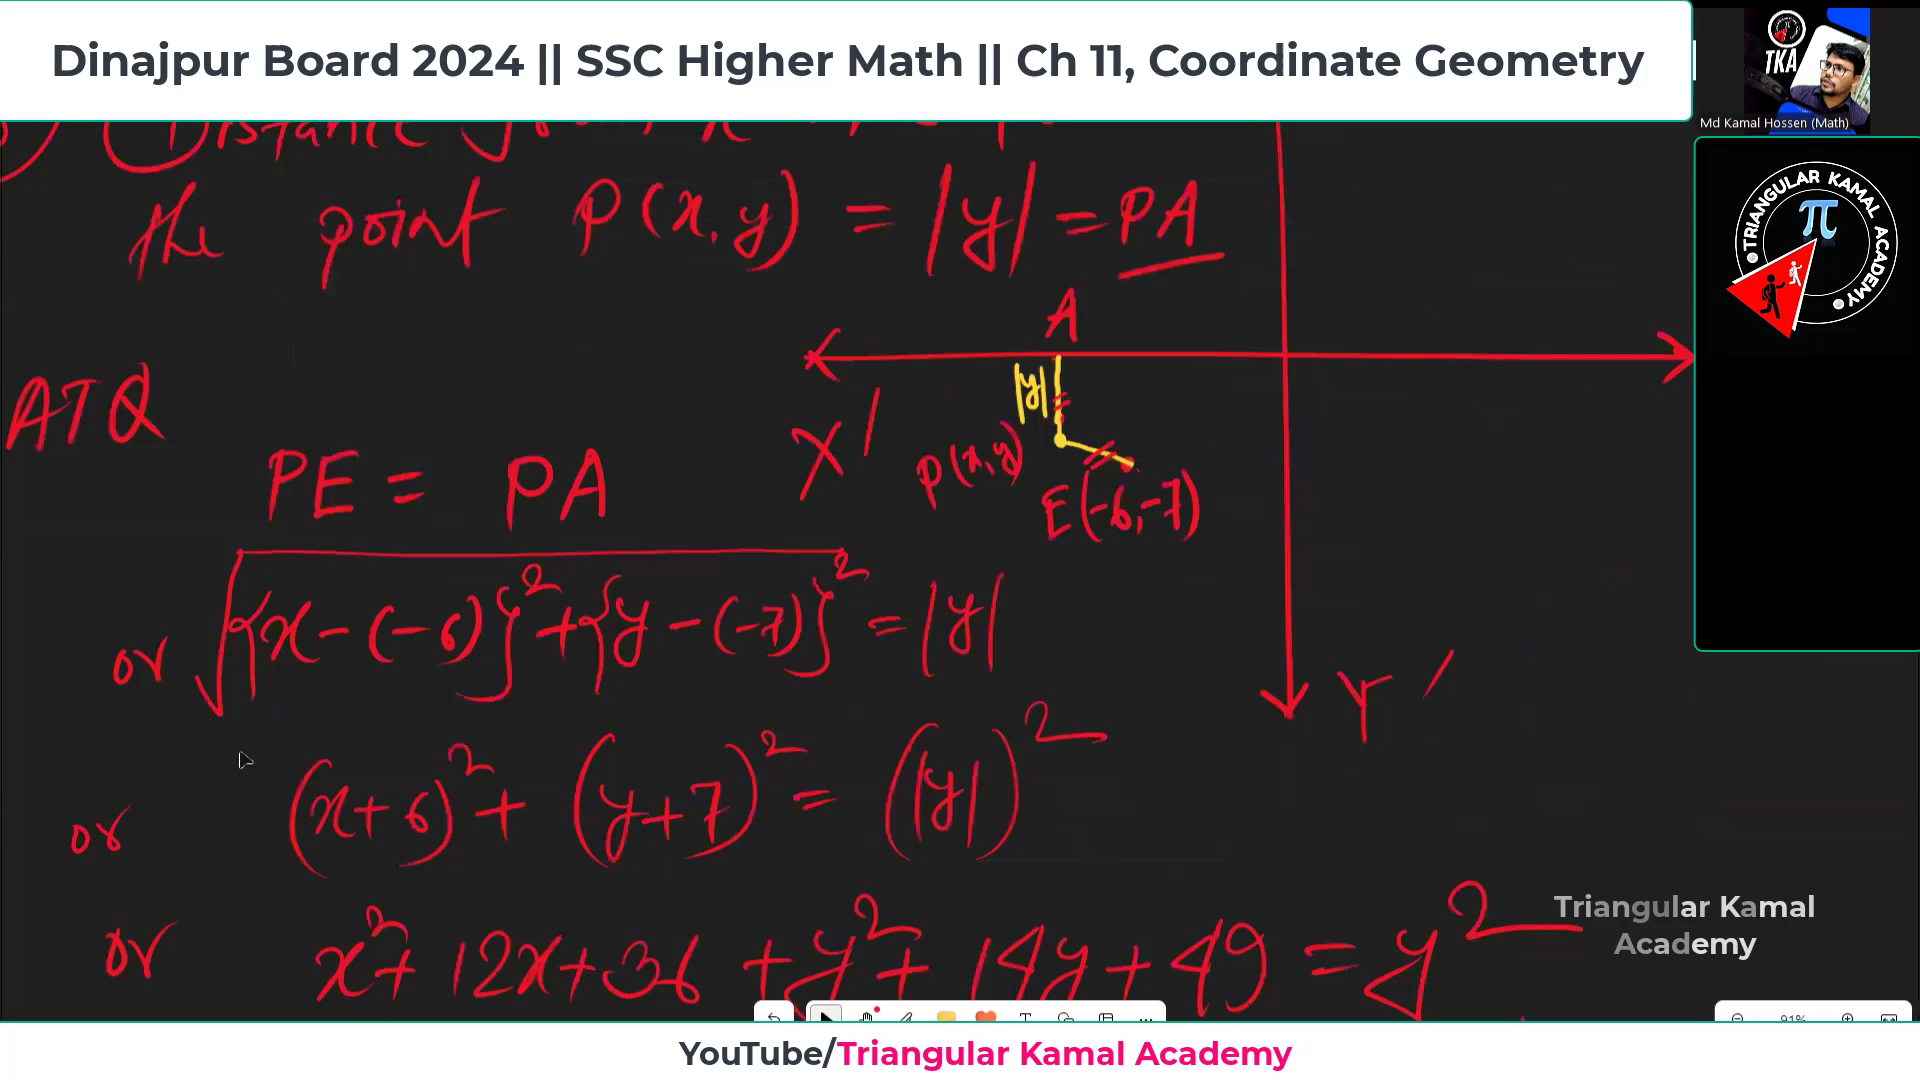 Dinajpur Board 2024 || SSC Higher Math || Ch 11, Coordinate Geometry
TKA
Md Kamal Hossen (Math)
TRIANGULAR KAMAL ACADEMY
π
Distance
the point P(x,y) = |y| = PA
A
|y|
X'
P(x,y)
E(-6,-7)
Y'
ATQ
PE = PA
or √{x-(-6)}²+{y-(-7)}² = |y|
or (x+6)²+ (y+7)² = (|y|)²
or x²+12x+36 +y²+14y+49 = y²
Triangular Kamal
Academy
91%
YouTube/Triangular Kamal Academy